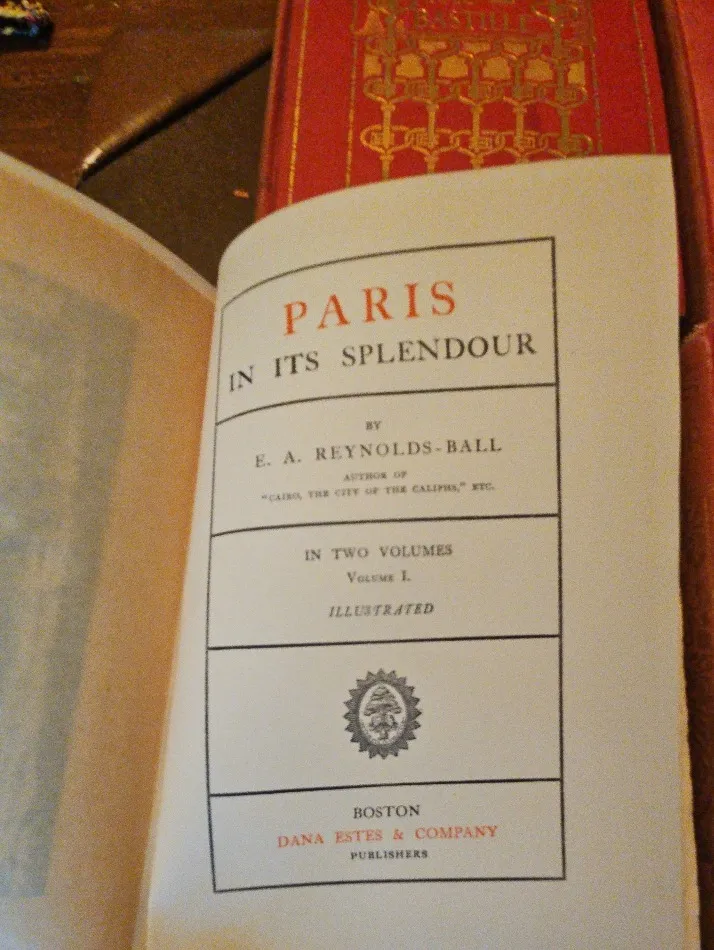 BASTILLE
PARIS
IN ITS SPLENDOUR
BY
E. A. REYNOLDS-BALL
AUTHOR OF
"CAIRO, THE CITY OF THE CALIPHS," ETC.
IN TWO VOLUMES
VOLUME I.
ILLUSTRATED
BOSTON
DANA ESTES & COMPANY
PUBLISHERS